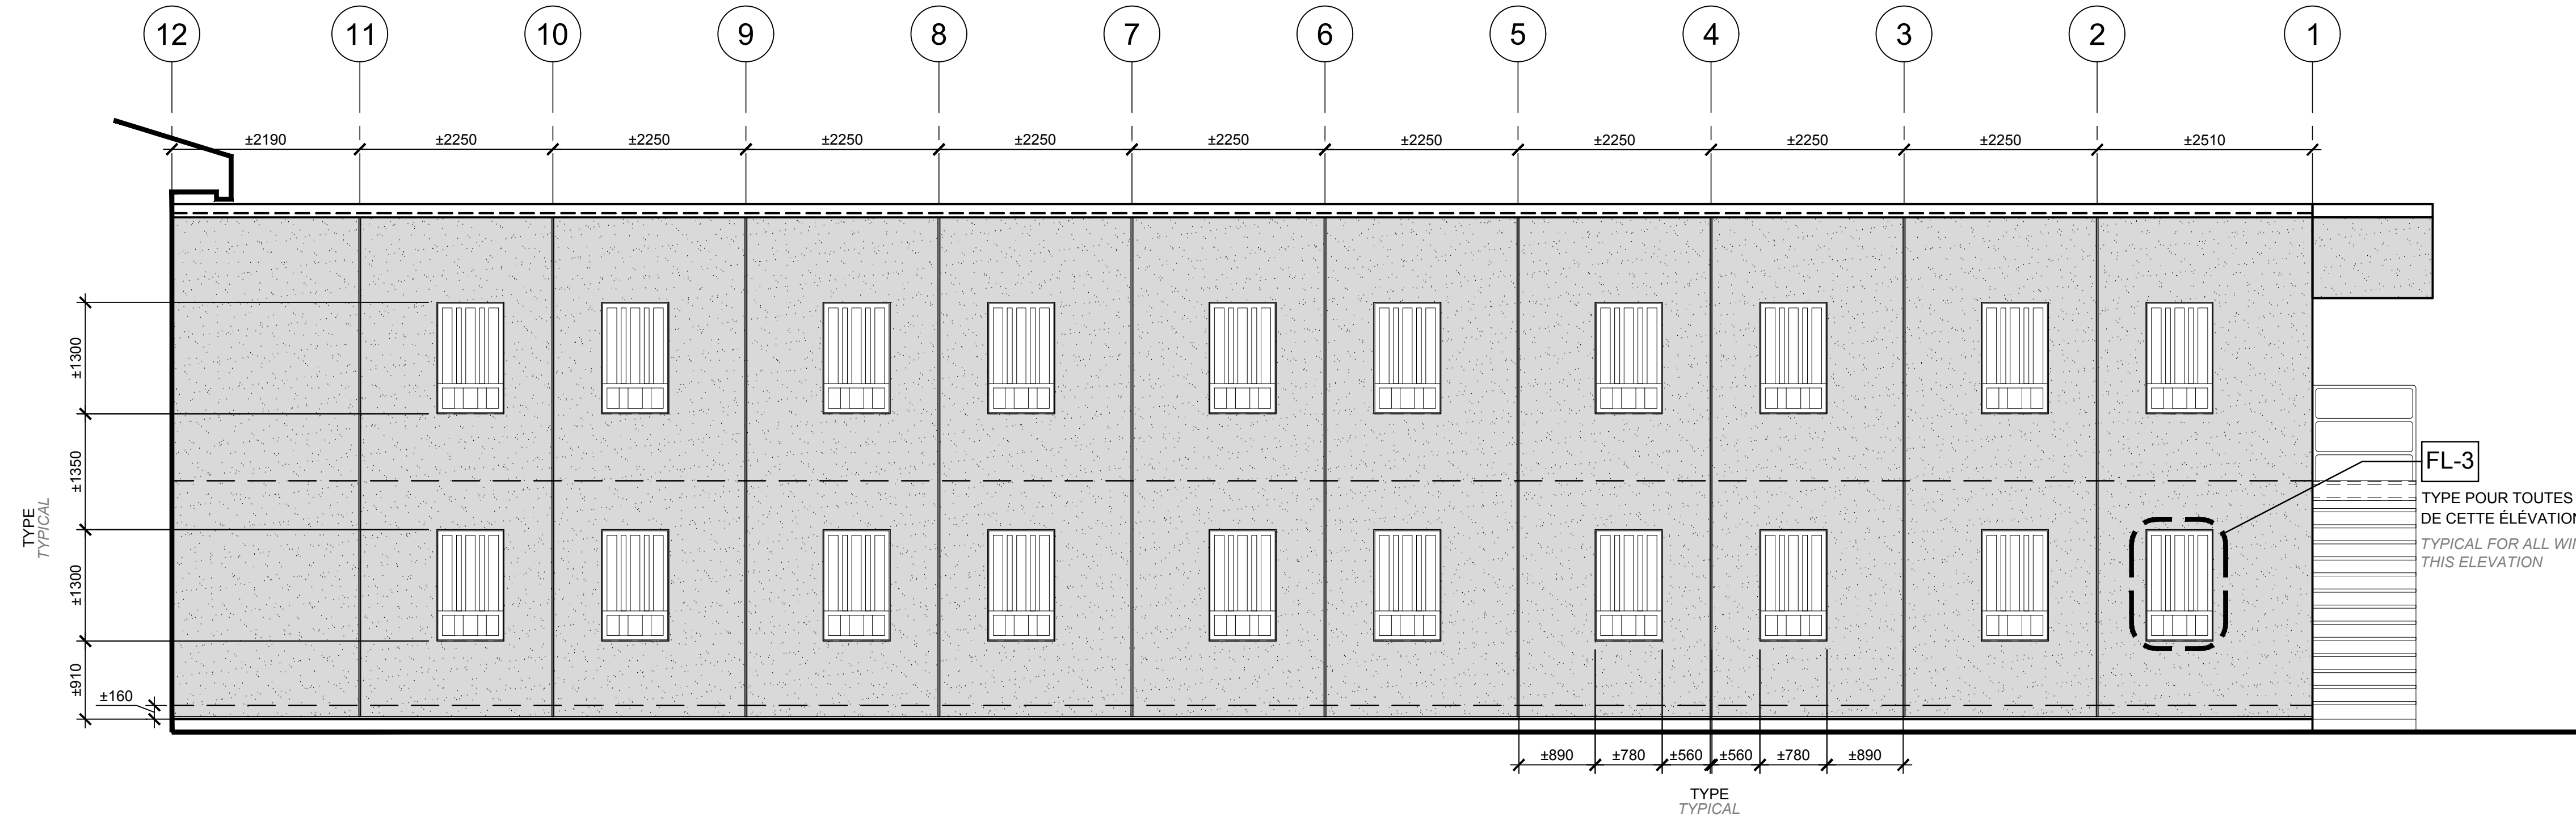 12 11 10 9 8 7 6 5 4 3 2 1
±2190 ±2250 ±2250 ±2250 ±2250 ±2250 ±2250 ±2250 ±2250 ±2250 ±2510
±1300
±1350
±1300
±910
±160
TYPE
TYPICAL
FL-3
TYPE POUR TOUTES
DE CETTE ÉLÉVATION
TYPICAL FOR ALL
THIS ELEVATION
±890 ±780 ±560 ±560 ±780 ±890
TYPE
TYPICAL